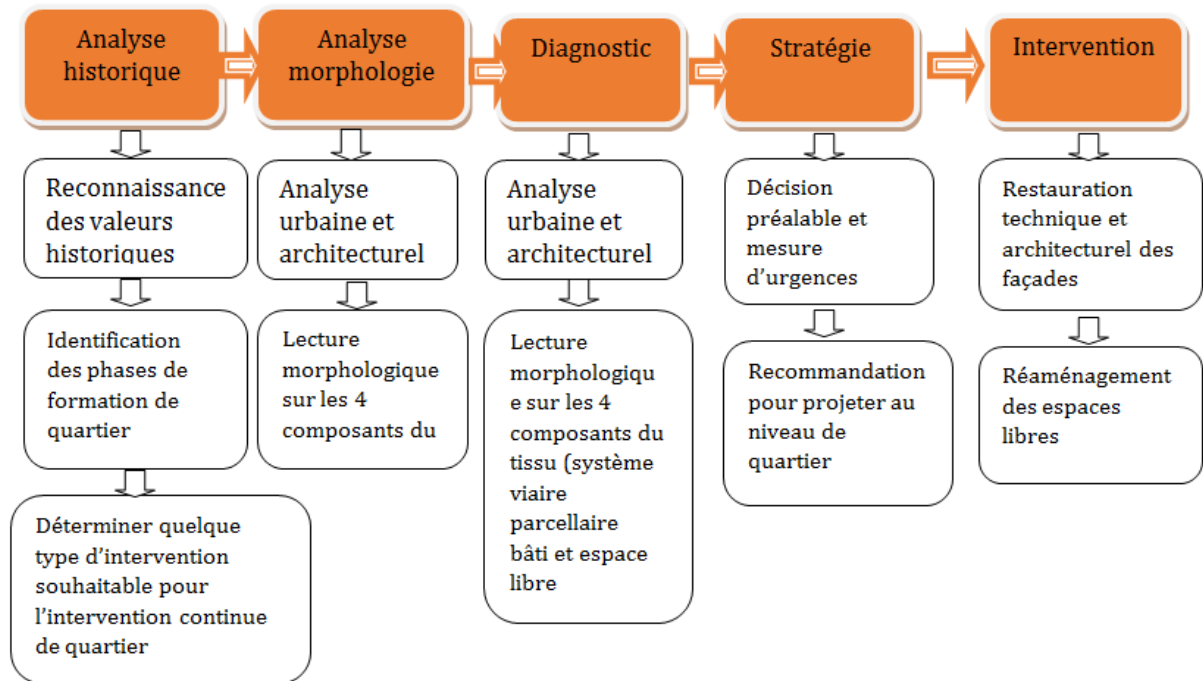 Analyse
historique
Analyse
morphologie
Diagnostic
Stratégie
Intervention
Reconnaissance
des valeurs
historiques
Analyse
urbaine et
architecturel
Analyse
urbaine et
architecturel
Décision
préalable et
mesure
d’urgences
Restauration
technique et
architecturel des
façades
Identification
des phases de
formation de
quartier
Lecture
morphologique
sur les 4
composants du
Lecture
morphologiqu
e sur les 4
composants du
tissu (système
viaire
parcellaire
bâti et espace
libre
Recommandation
pour projeter au
niveau de
quartier
Réaménagement
des espaces
libres
Déterminer quelque
type d’intervention
souhaitable pour
l’intervention continue
de quartier